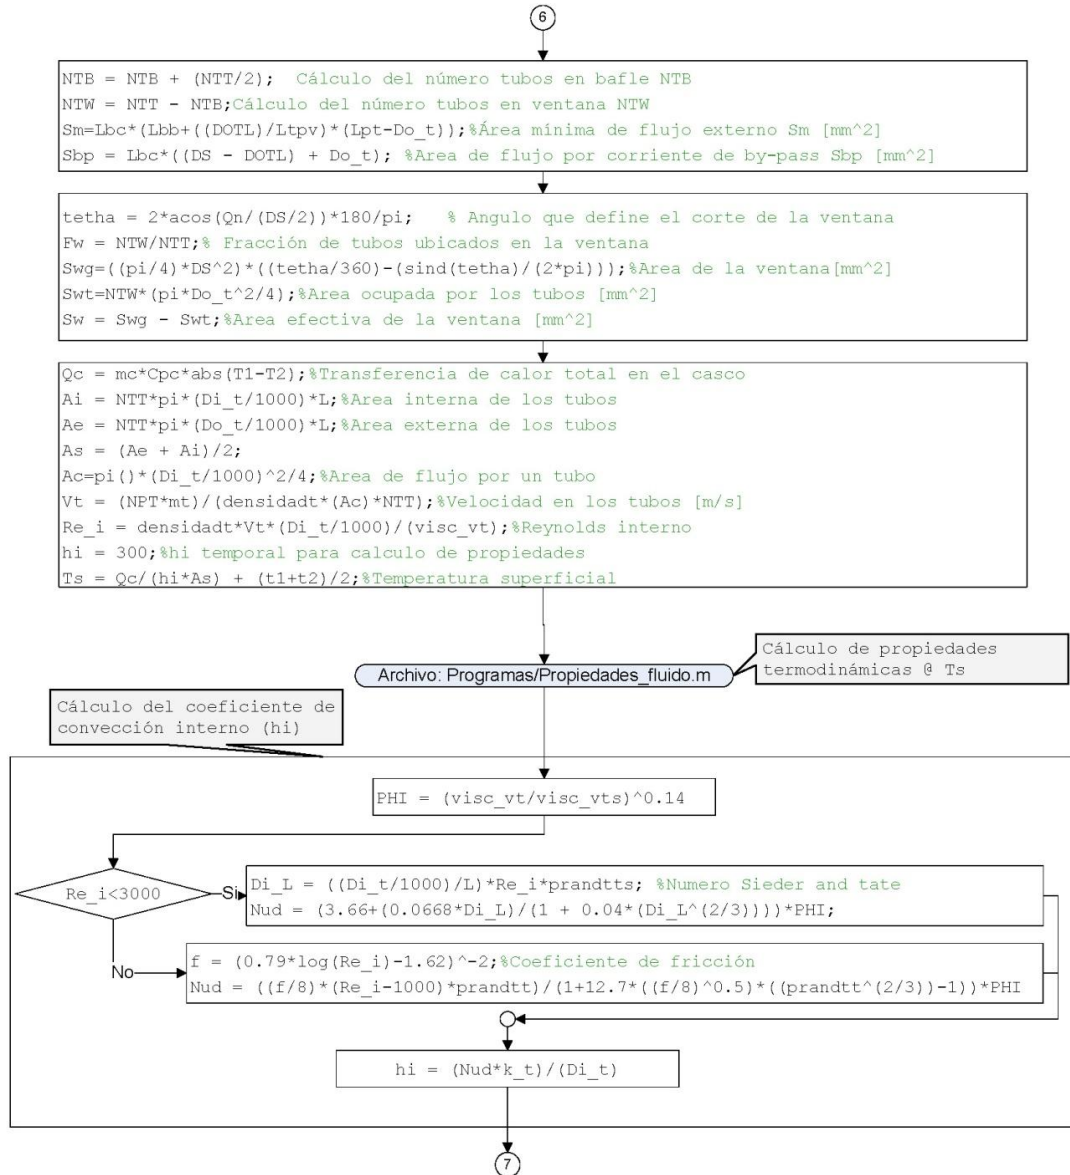 6
NTB = NTB + (NTT/2);  Cálculo del número tubos en bafle NTB
NTW = NTT - NTB;Cálculo del número tubos en ventana NTW
Sm=Lbc*(Lbb+((DOTL)/Ltpv)*(Lpt-Do_t));%Área mínima de flujo externo Sm [mm^2]
Sbp = Lbc*((DS - DOTL) + Do_t); %Area de flujo por corriente de by-pass Sbp [mm^2]
tetha = 2*acos(Qn/(DS/2))*180/pi;   % Angulo que define el corte de la ventana
Fw = NTW/NTT;% Fracción de tubos ubicados en la ventana
Swg=((pi/4)*DS^2)*((tetha/360)-(sind(tetha)/(2*pi)));%Area de la ventana[mm^2]
Swt=NTW*(pi*Do_t^2/4);%Area ocupada por los tubos [mm^2]
Sw = Swg - Swt;%Area efectiva de la ventana [mm^2]
Qc = mc*Cpc*abs(T1-T2);%Transferencia de calor total en el casco
Ai = NTT*pi*(Di_t/1000)*L;%Area interna de los tubos
Ae = NTT*pi*(Do_t/1000)*L;%Area externa de los tubos
As = (Ae + Ai)/2;
Ac=pi()*(Di_t/1000)^2/4;%Area de flujo por un tubo
Vt = (NPT*mt)/(densidadt*(Ac)*NTT);%Velocidad en los tubos [m/s]
Re_i = densidadt*Vt*(Di_t/1000)/(visc_vt);%Reynolds interno
hi = 300;%hi temporal para calculo de propiedades
Ts = Qc/(hi*As) + (t1+t2)/2;%Temperatura superficial
Archivo: Programas/Propiedades_fluido.m
Cálculo de propiedades
termodinámicas @ Ts
Cálculo del coeficiente de
convección interno (hi)
PHI = (visc_vt/visc_vts)^0.14
Re_i<3000
Si
Di_L = ((Di_t/1000)/L)*Re_i*prandtts; %Numero Sieder and tate
Nud = (3.66+(0.0668*Di_L)/(1 + 0.04*(Di_L^(2/3))))*PHI;
No
f = (0.79*log(Re_i)-1.62)^-2;%Coeficiente de fricción
Nud = ((f/8)*(Re_i-1000)*prandtt)/(1+12.7*((f/8)^0.5)*((prandtt^(2/3))-1))*PHI
hi = (Nud*k_t)/(Di_t)
7